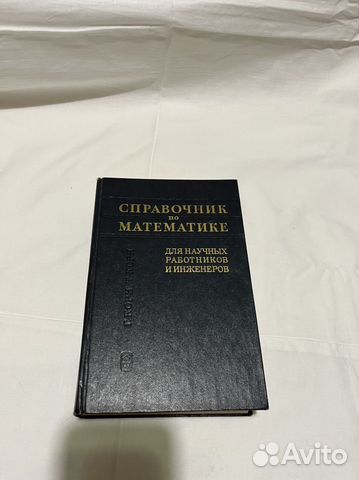 СПРАВОЧНИК
по
МАТЕМАТИКЕ
ДЛЯ НАУЧНЫХ
РАБОТНИКОВ
И ИНЖЕНЕРОВ
Avito